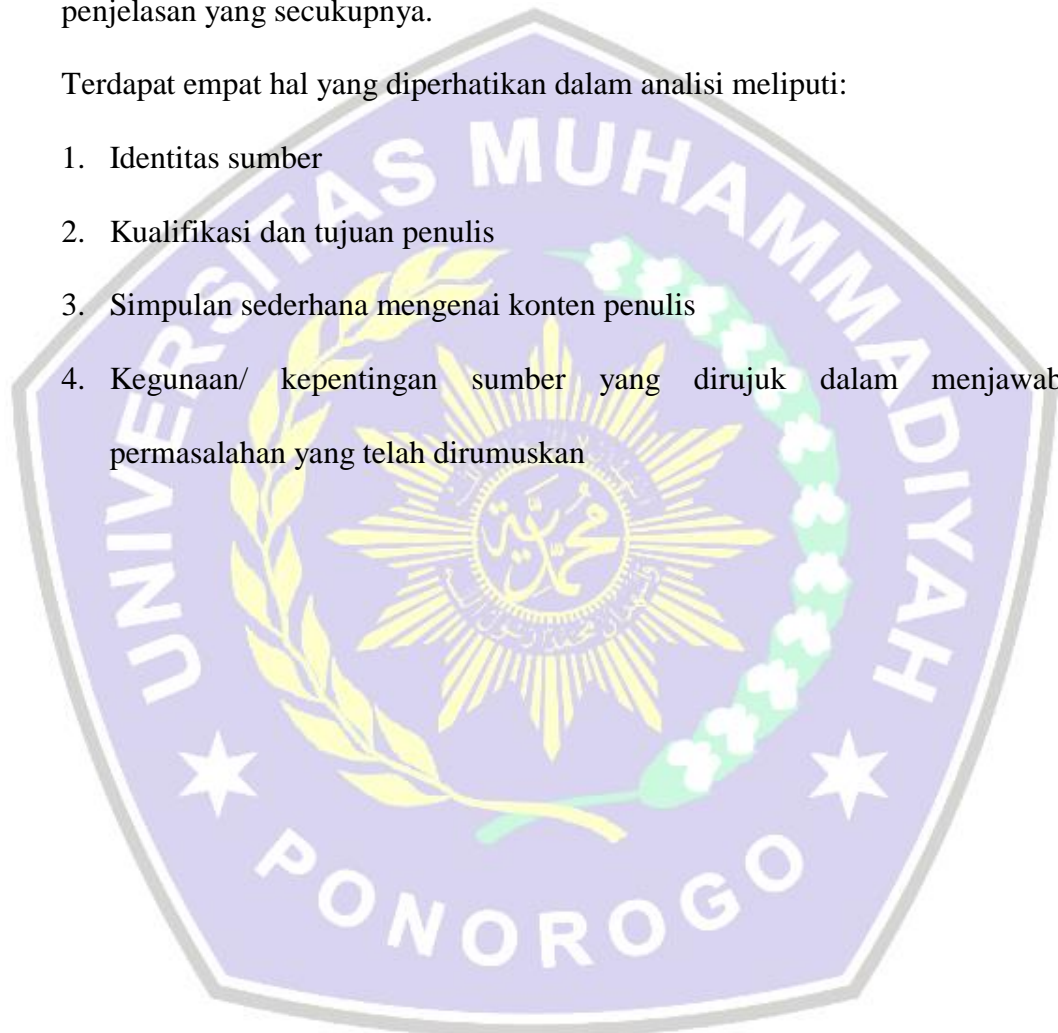 penjelasan yang secukupnya.
Terdapat empat hal yang diperhatikan dalam analisi meliputi:
1. Identitas sumber
2. Kualifikasi dan tujuan penulis
3. Simpulan sederhana mengenai konten penulis
4. Kegunaan/ kepentingan sumber yang dirujuk dalam menjawab
permasalahan yang telah dirumuskan
UNIVERSITAS MUHAMMADIYAH
محمدية
PONOROGO